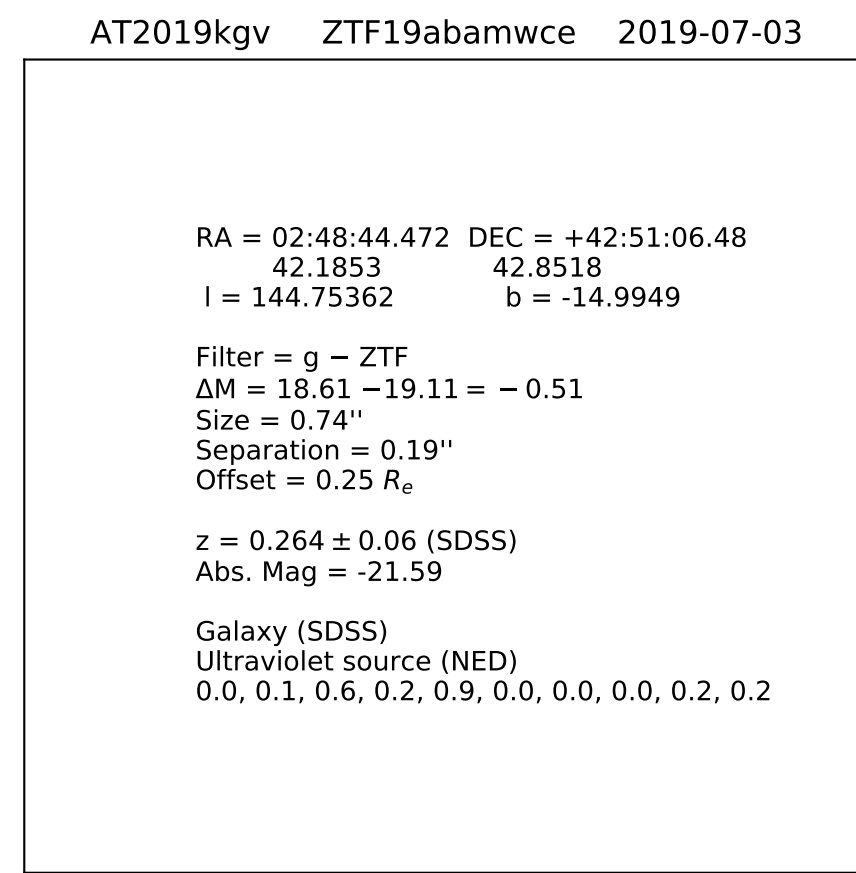 AT2019kgv ZTF19abamwce 2019-07-03
RA = 02:48:44.472 DEC = +42:51:06.48
42.1853 42.8518
l = 144.75362 b = -14.9949
Filter = g − ZTF
ΔM = 18.61 −19.11 = − 0.51
Size = 0.74''
Separation = 0.19''
Offset = 0.25 Re
z = 0.264 ± 0.06 (SDSS)
Abs. Mag = -21.59
Galaxy (SDSS)
Ultraviolet source (NED)
0.0, 0.1, 0.6, 0.2, 0.9, 0.0, 0.0, 0.0, 0.2, 0.2